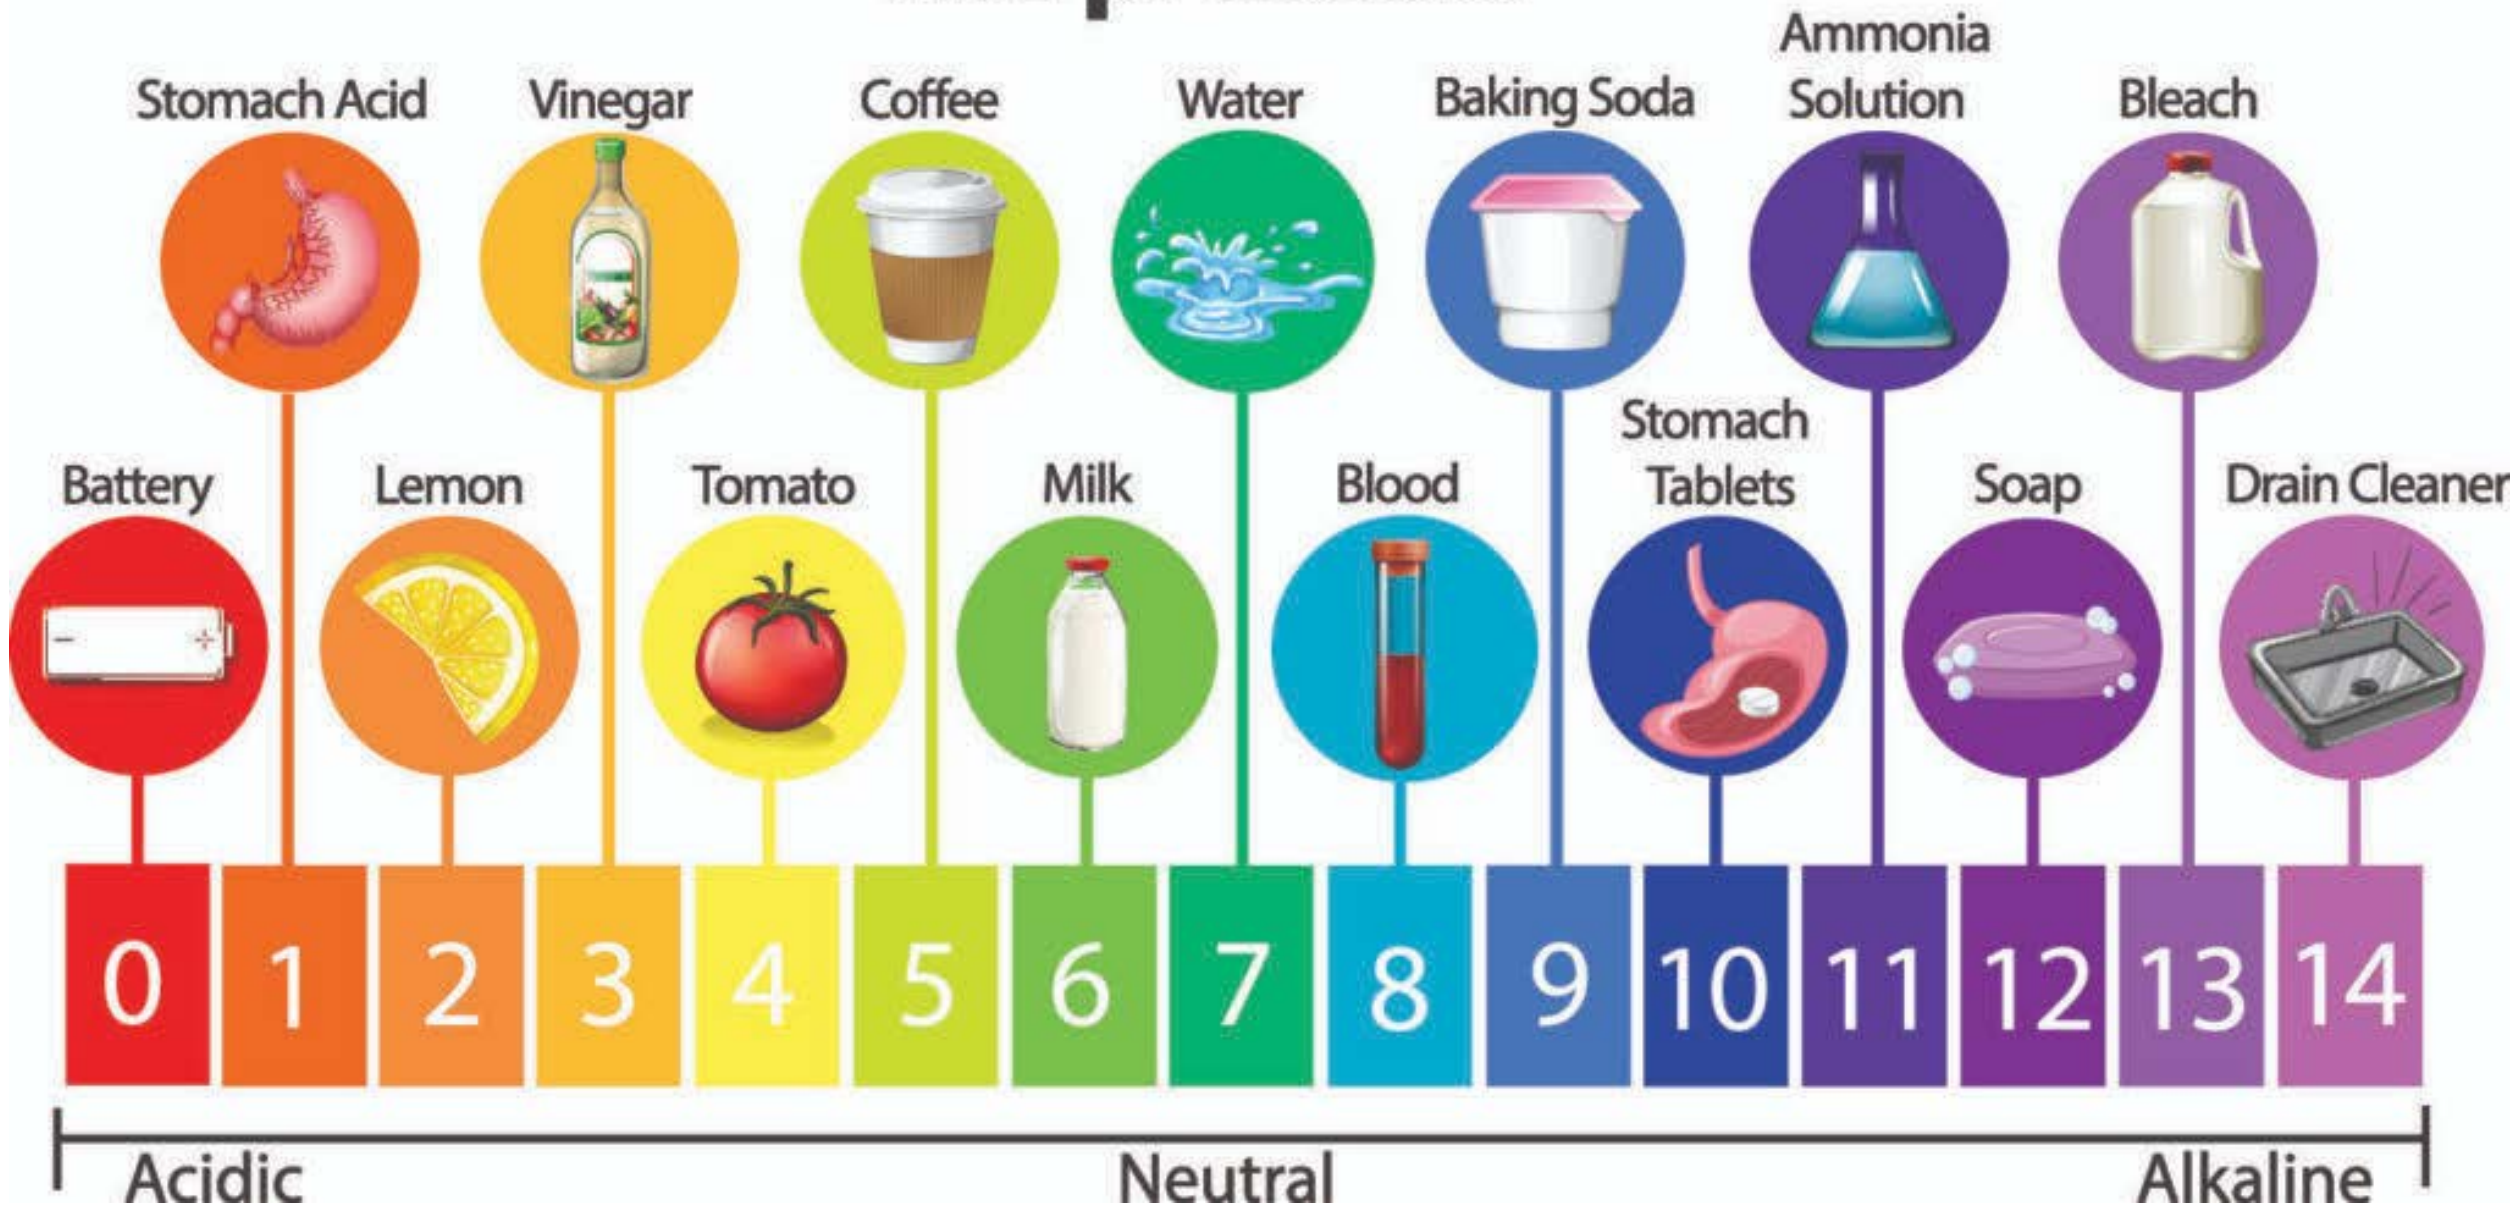 Ammonia
Stomach Acid Vinegar Coffee Water Baking Soda Solution Bleach
Stomach
Battery Lemon Tomato Milk Blood Tablets Soap Drain Cleaner
- +
0 1 2 3 4 5 6 7 8 9 10 11 12 13 14
Acidic Neutral Alkaline